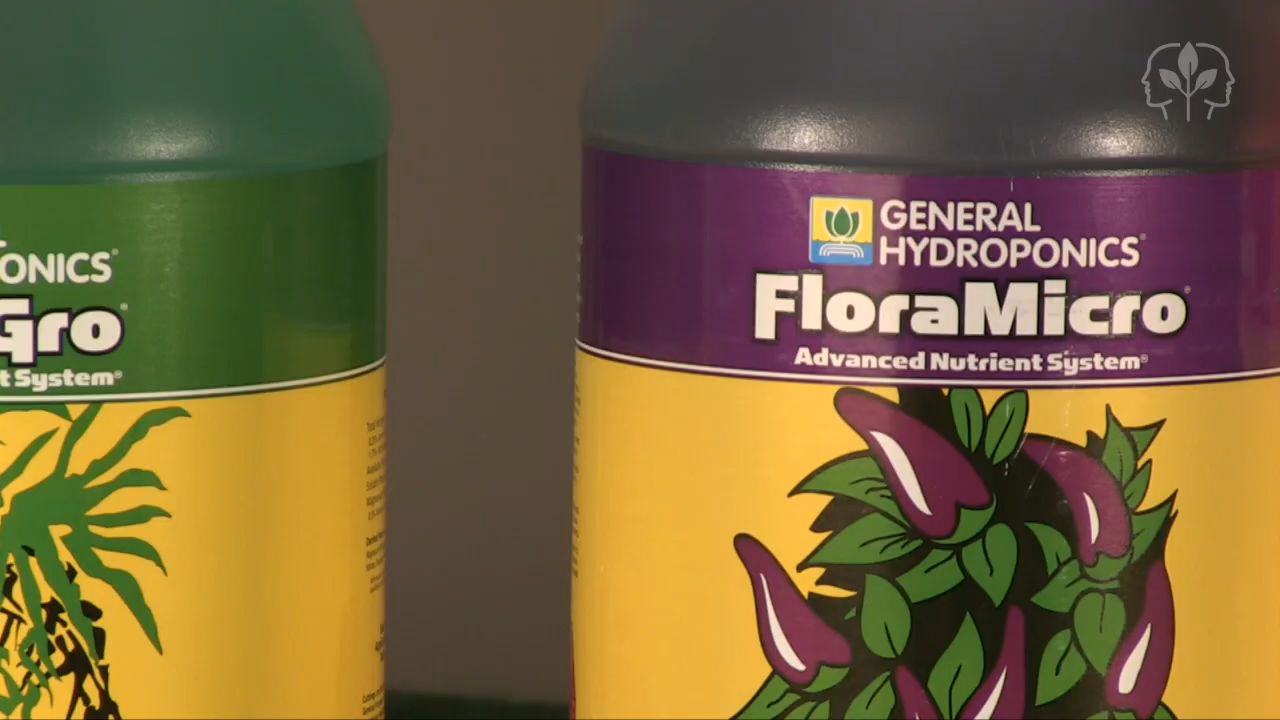 ONICS
Gro
t System®
GENERAL
HYDROPONICS®
FloraMicro®
Advanced Nutrient System®